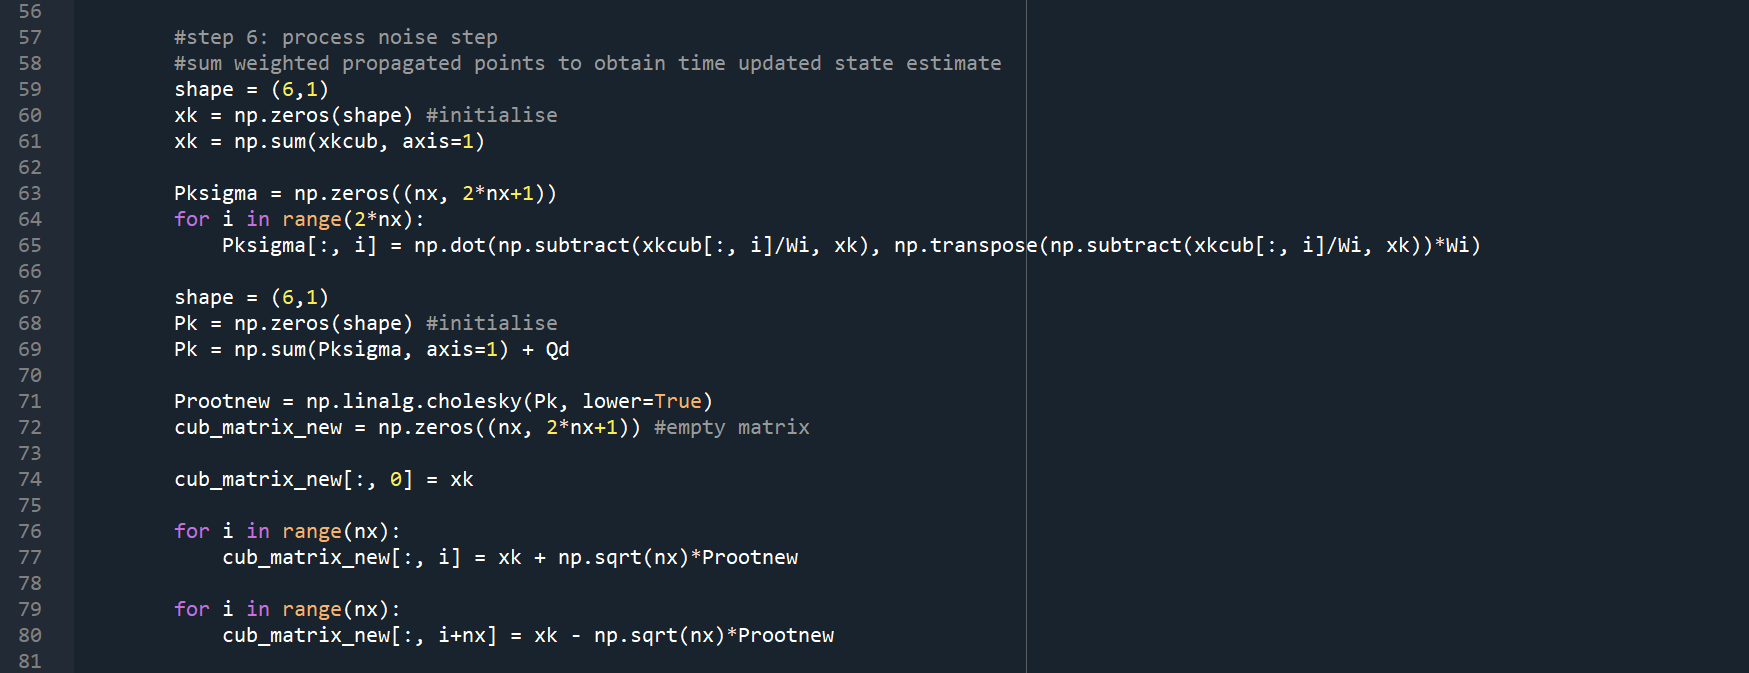 56
57 #step 6: process noise step
58 #sum weighted propagated points to obtain time updated state estimate
59 shape = (6,1)
60 xk = np.zeros(shape) #initialise
61 xk = np.sum(xkcub, axis=1)
62
63 Pksigma = np.zeros((nx, 2*nx+1))
64 for i in range(2*nx):
65 Pksigma[:, i] = np.dot(np.subtract(xkcub[:, i]/Wi, xk), np.transpose(np.subtract(xkcub[:, i]/Wi, xk))*Wi)
66
67 shape = (6,1)
68 Pk = np.zeros(shape) #initialise
69 Pk = np.sum(Pksigma, axis=1) + Qd
70
71 Prootnew = np.linalg.cholesky(Pk, lower=True)
72 cub_matrix_new = np.zeros((nx, 2*nx+1)) #empty matrix
73
74 cub_matrix_new[:, 0] = xk
75
76 for i in range(nx):
77 cub_matrix_new[:, i] = xk + np.sqrt(nx)*Prootnew
78
79 for i in range(nx):
80 cub_matrix_new[:, i+nx] = xk - np.sqrt(nx)*Prootnew
81